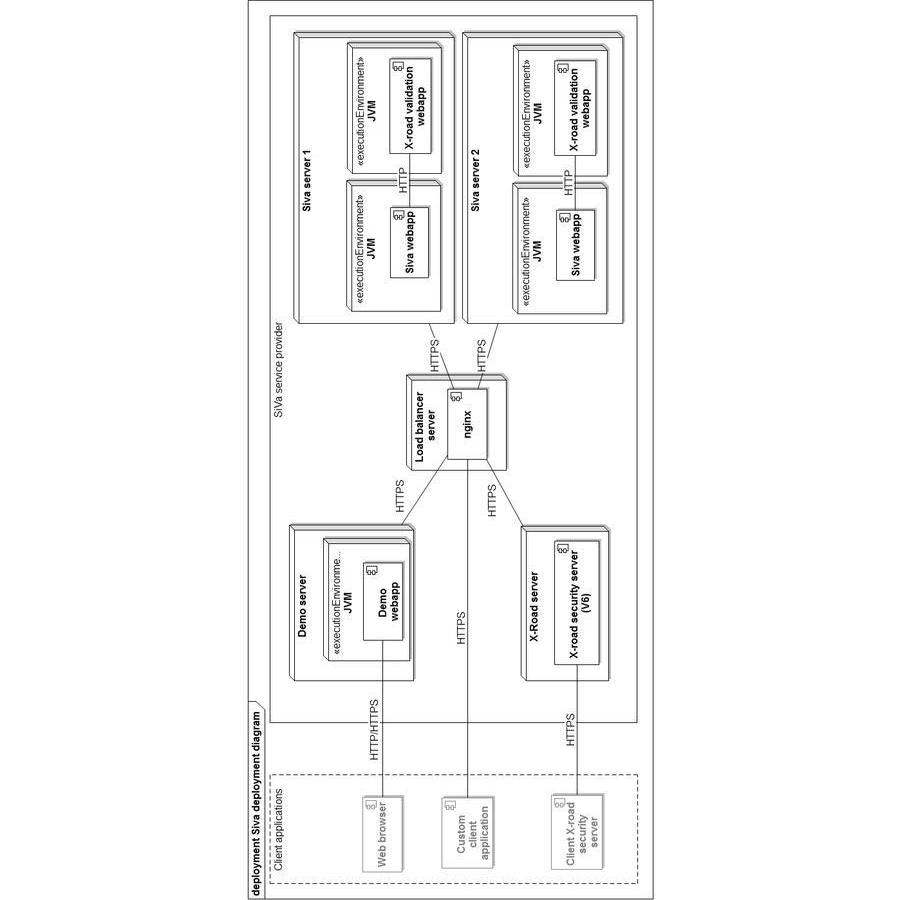 deployment Siva deployment diagram
Client applications
Web browser
Custom
client
application
Client X-road
security
server
HTTP/HTTPS
HTTPS
HTTPS
SiVa service provider
Demo server
«executionEnvironme...
JVM
Demo
webapp
X-Road server
X-road security server
(V6)
HTTPS
HTTPS
Load balancer
server
nginx
HTTPS
HTTPS
Siva server 1
«executionEnvironment»
JVM
Siva webapp
HTTP
«executionEnvironment»
JVM
X-road validation
webapp
Siva server 2
«executionEnvironment»
JVM
Siva webapp
HTTP
«executionEnvironment»
JVM
X-road validation
webapp